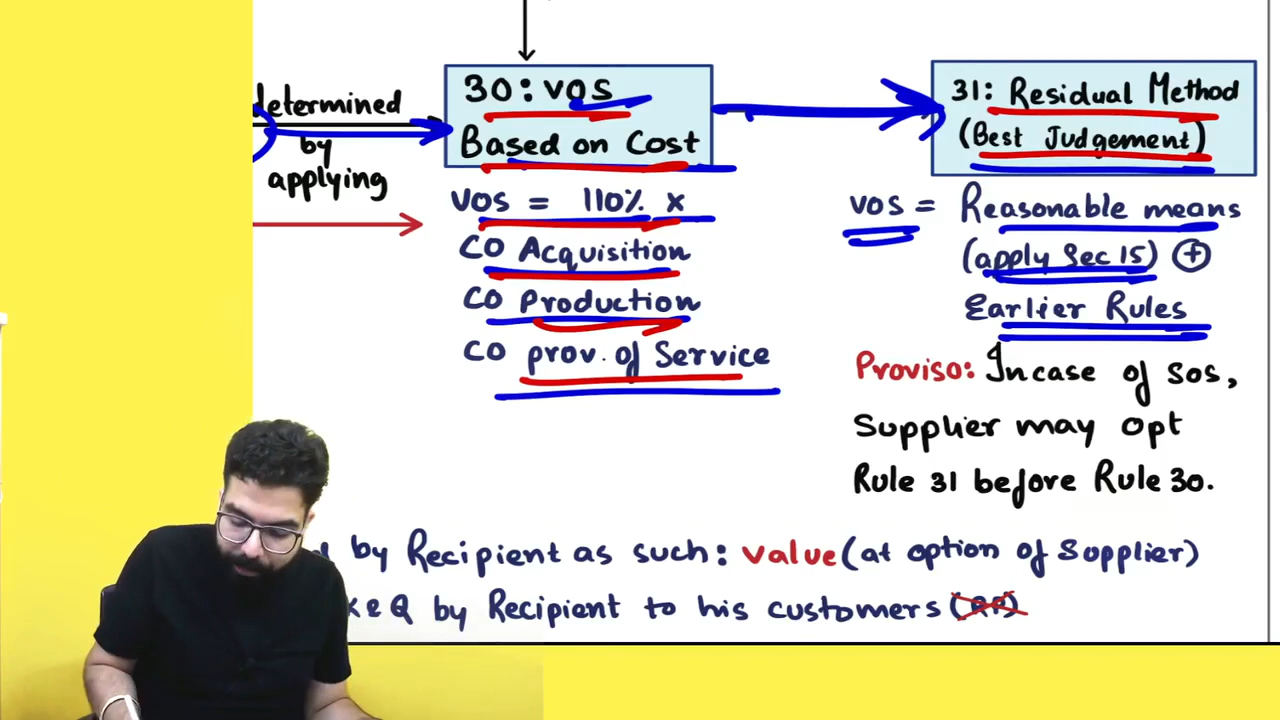 determined
by
applying
30: VOS
Based on Cost
VOS = 110% x
CO Acquisition
CO Production
CO prov. of Service
31: Residual Method
(Best Judgement)
VOS = Reasonable means
(apply Sec 15) +
Earlier Rules
Proviso: Incase of SOS,
Supplier may opt
Rule 31 before Rule 30.
by Recipient as such: value (at option of Supplier)
by Recipient to his customers